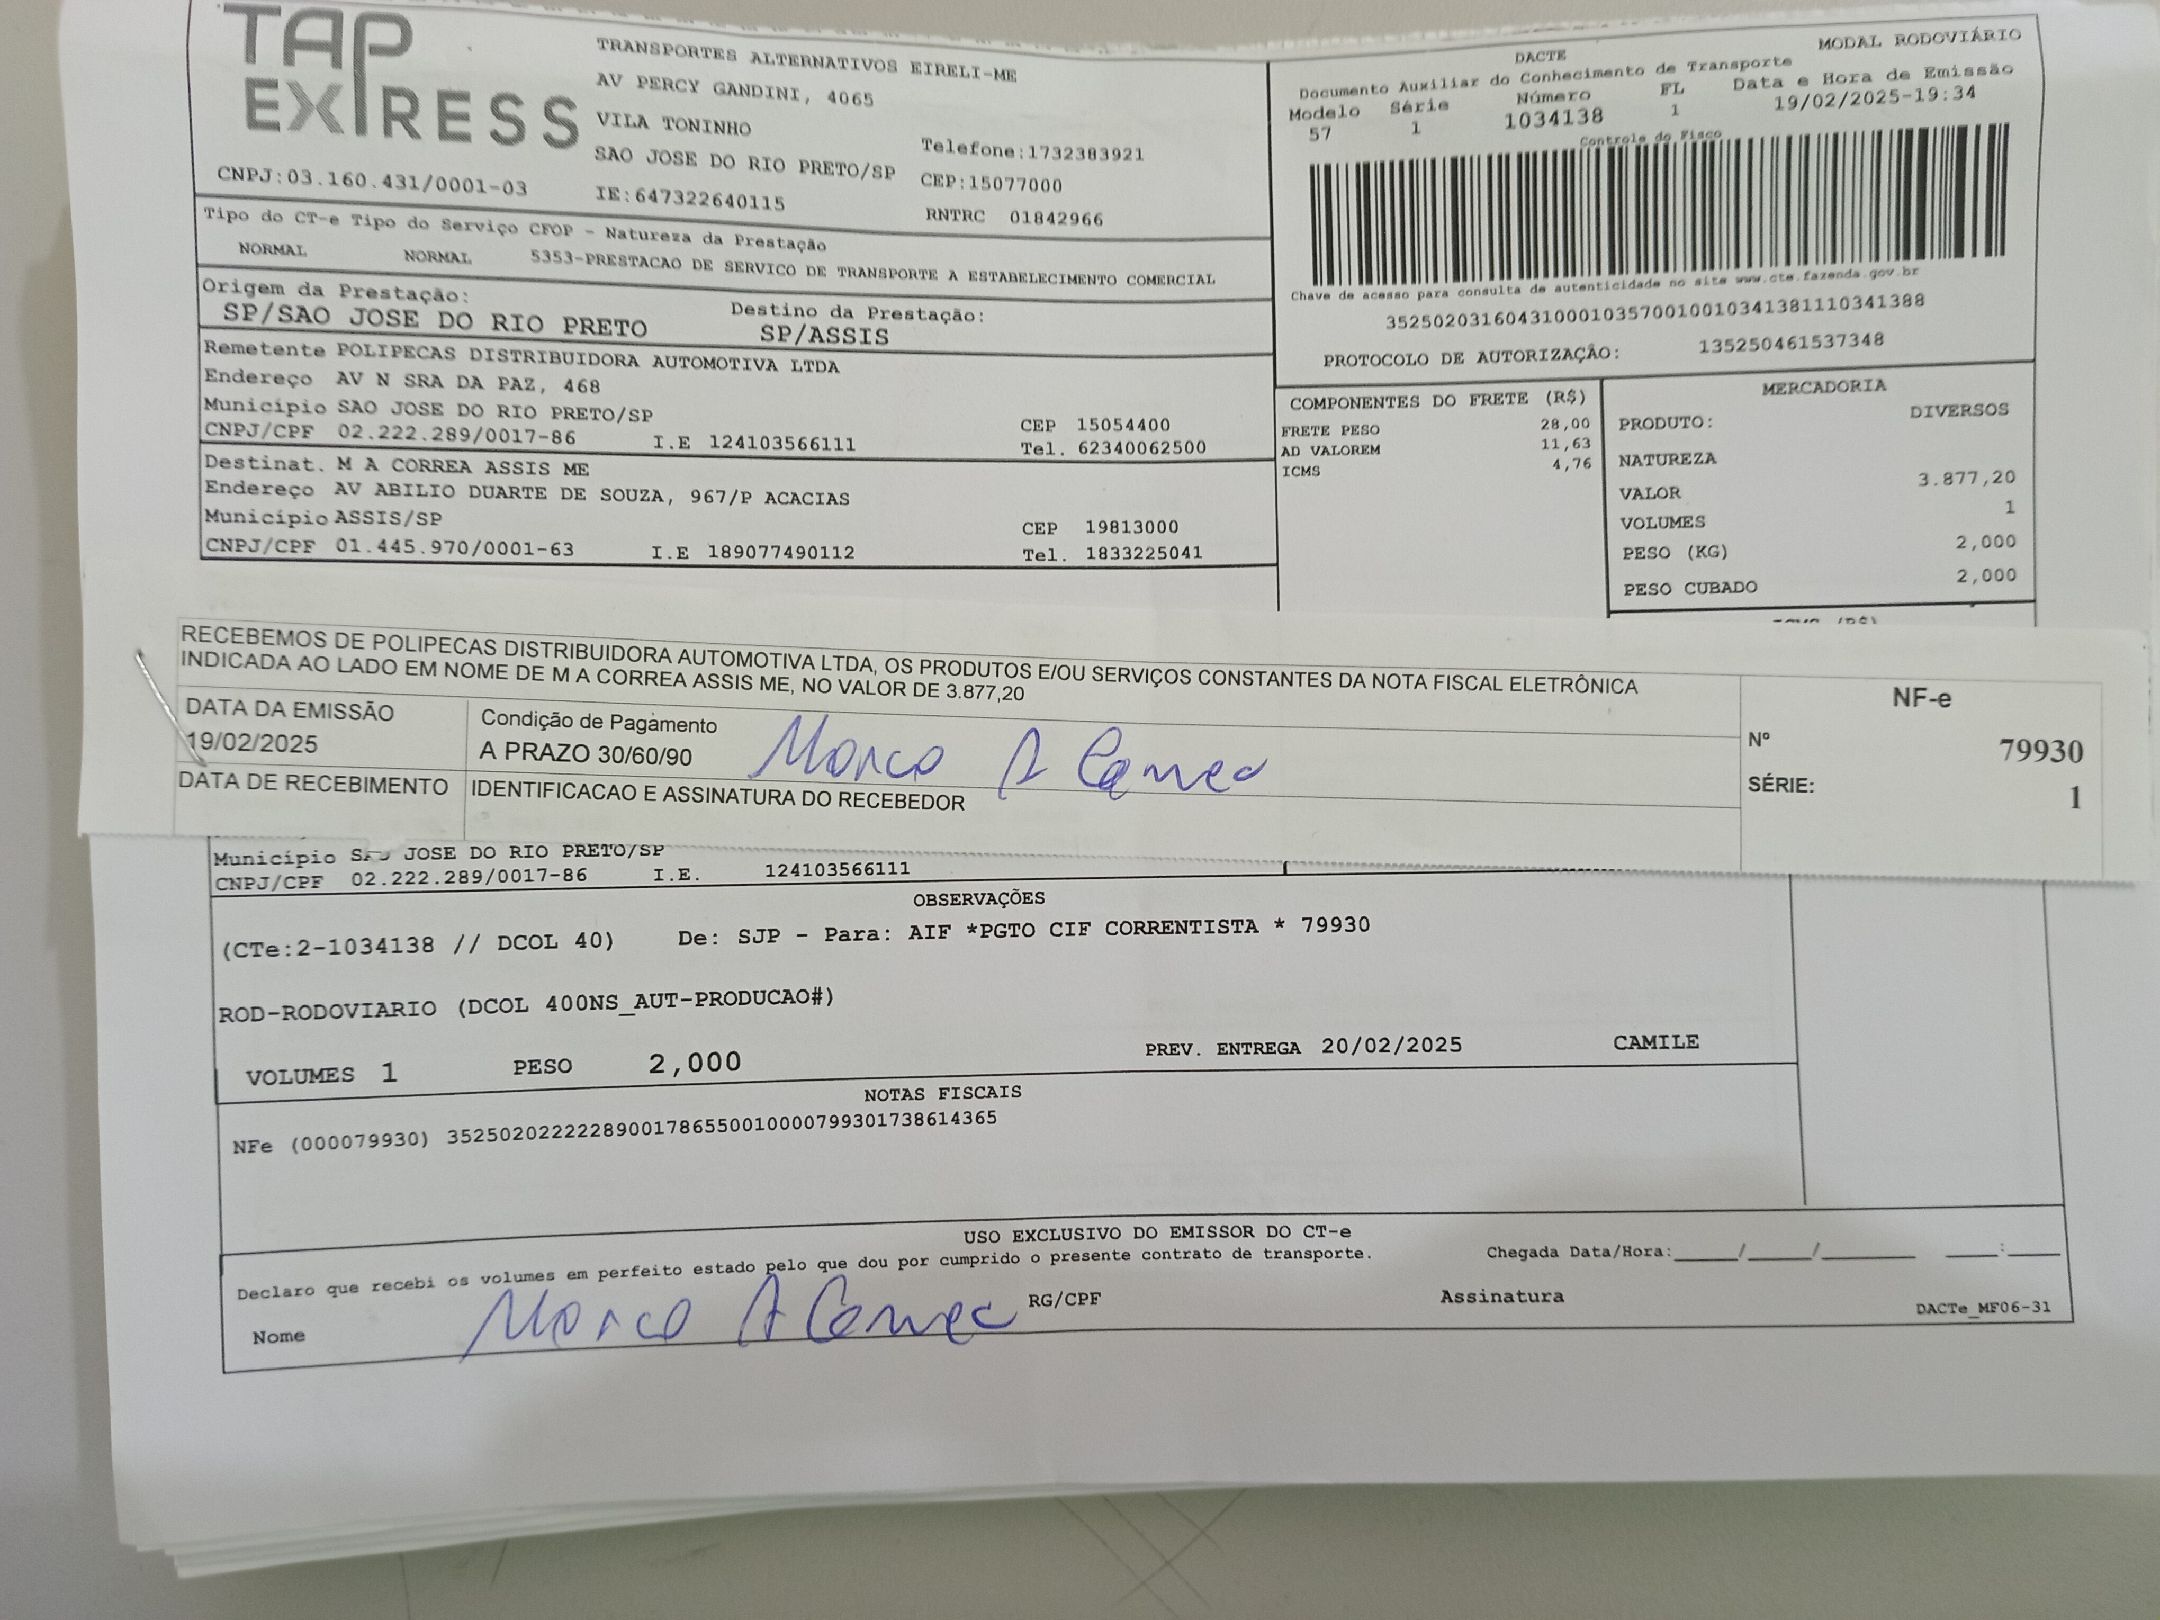 TAP EXPRESS
TRANSPORTES ALTERNATIVOS EIRELI-ME
AV PERCY GANDINI, 4065
VILA TONINHO
SAO JOSE DO RIO PRETO/SP
Telefone:1732383921
CEP:15077000
CNPJ:03.160.431/0001-03
IE:647322640115
RNTRC 01842966
DACTE
MODAL RODOVIÁRIO
Documento Auxiliar do Conhecimento de Transporte
Modelo Série Número FL Data e Hora de Emissão
57 1 1034138 1 19/02/2025-19:34
Controle do Fisco
Chave de acesso para consulta de autenticidade no site www.cte.fazenda.gov.br
35250203160431000103570010010341381110341388
PROTOCOLO DE AUTORIZAÇÃO: 135250461537348
Tipo do CT-e Tipo do Serviço CFOP - Natureza da Prestação
NORMAL NORMAL 5353-PRESTACAO DE SERVICO DE TRANSPORTE A ESTABELECIMENTO COMERCIAL
Origem da Prestação: Destino da Prestação:
SP/SAO JOSE DO RIO PRETO SP/ASSIS
Remetente POLIPECAS DISTRIBUIDORA AUTOMOTIVA LTDA
Endereço AV N SRA DA PAZ, 468
Município SAO JOSE DO RIO PRETO/SP CEP 15054400
CNPJ/CPF 02.222.289/0017-86 I.E 124103566111 Tel. 62340062500
Destinat. M A CORREA ASSIS ME
Endereço AV ABILIO DUARTE DE SOUZA, 967/P ACACIAS
Município ASSIS/SP CEP 19813000
CNPJ/CPF 01.445.970/0001-63 I.E 189077490112 Tel. 1833225041
COMPONENTES DO FRETE (R$)
FRETE PESO 28,00
AD VALOREM 11,63
ICMS 4,76
MERCADORIA
PRODUTO: DIVERSOS
NATUREZA
VALOR 3.877,20
VOLUMES 1
PESO (KG) 2,000
PESO CUBADO 2,000
RECEBEMOS DE POLIPECAS DISTRIBUIDORA AUTOMOTIVA LTDA, OS PRODUTOS E/OU SERVIÇOS CONSTANTES DA NOTA FISCAL ELETRÔNICA
INDICADA AO LADO EM NOME DE M A CORREA ASSIS ME, NO VALOR DE 3.877,20
DATA DA EMISSÃO
19/02/2025
Condição de Pagamento
A PRAZO 30/60/90
Marco A Correa
DATA DE RECEBIMENTO
IDENTIFICACAO E ASSINATURA DO RECEBEDOR
NF-e
Nº 79930
SÉRIE: 1
Município SAO JOSE DO RIO PRETO/SP
CNPJ/CPF 02.222.289/0017-86 I.E. 124103566111
OBSERVAÇÕES
(CTe:2-1034138 // DCOL 40) De: SJP - Para: AIF *PGTO CIF CORRENTISTA * 79930
ROD-RODOVIARIO (DCOL 400NS_AUT-PRODUCAO#)
VOLUMES 1 PESO 2,000 PREV. ENTREGA 20/02/2025 CAMILE
NOTAS FISCAIS
NFe (000079930) 35250202222289001786550010000799301738614365
USO EXCLUSIVO DO EMISSOR DO CT-e
Declaro que recebi os volumes em perfeito estado pelo que dou por cumprido o presente contrato de transporte. Chegada Data/Hora:____/____/______ ___:___
Nome Marco A Correa RG/CPF Assinatura
DACTe_MF06-31